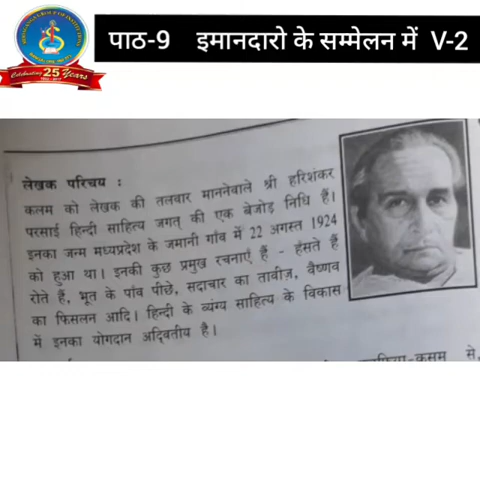 पाठ-9 इमानदारो के सम्मेलन में V-2
Celebrating 25 Years
लेखक परिचय :
कलम को लेखक की तलवार माननेवाले श्री हरिशंकर
परसाई हिन्दी साहित्य जगत् की एक बेजोड़ निधि हैं।
इनका जन्म मध्यप्रदेश के जमानी गाँव में 22 अगस्त 1924
को हुआ था। इनकी कुछ प्रमुख रचनाएँ हैं - हँसते हैं
रोते हैं, भूत के पाँव पीछे, सदाचार का तावीज़, वैष्णव
का फिसलन आदि। हिन्दी के व्यंग्य साहित्य के विकास
में इनका योगदान अद्वितीय है।
से,